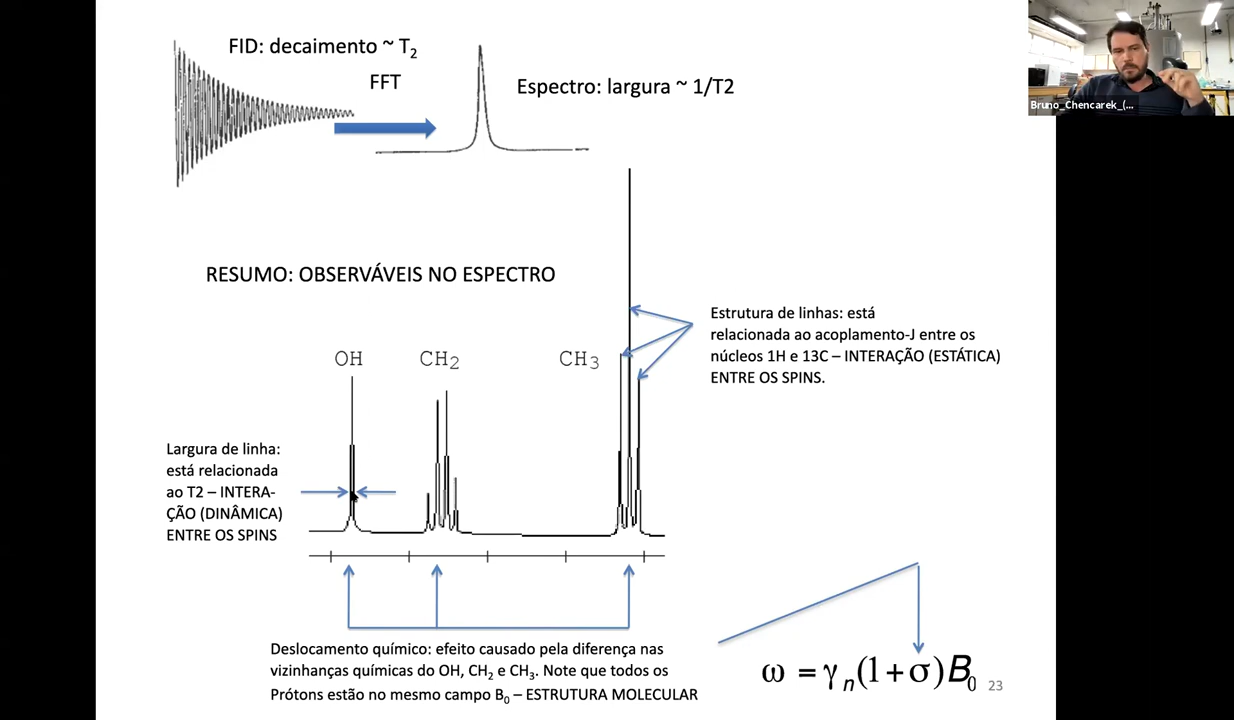 FID: decaimento ~ T2
FFT
Espectro: largura ~ 1/T2
Bruno_Chencarek_(...
RESUMO: OBSERVÁVEIS NO ESPECTRO
Estrutura de linhas: está
relacionada ao acoplamento-J entre os
núcleos 1H e 13C – INTERAÇÃO (ESTÁTICA)
ENTRE OS SPINS.
OH
CH2
CH3
Largura de linha:
está relacionada
ao T2 – INTERA-
ÇÃO (DINÂMICA)
ENTRE OS SPINS
Deslocamento químico: efeito causado pela diferença nas
vizinhanças químicas do OH, CH2 e CH3. Note que todos os
Prótons estão no mesmo campo B0 – ESTRUTURA MOLECULAR
ω = γn(1+σ)B0
23